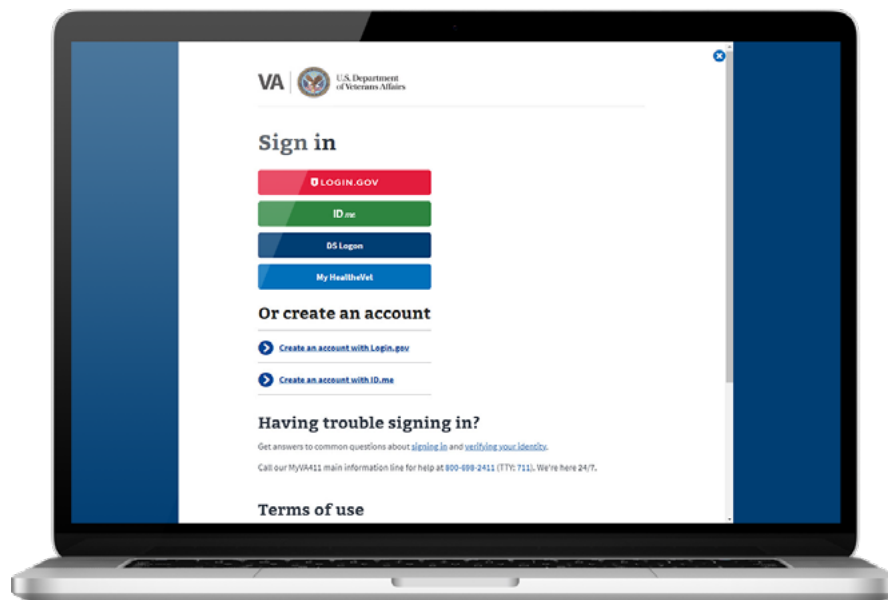 VA
U.S. Department
of Veterans Affairs
Sign in
LOGIN.GOV
ID.me
DS Logon
My HealtheVet
Or create an account
Create an account with Login.gov
Create an account with ID.me
Having trouble signing in?
Get answers to common questions about signing in and verifying your identity.
Call our MyVA411 main information line for help at 800-698-2411 (TTY: 711). We're here 24/7.
Terms of use